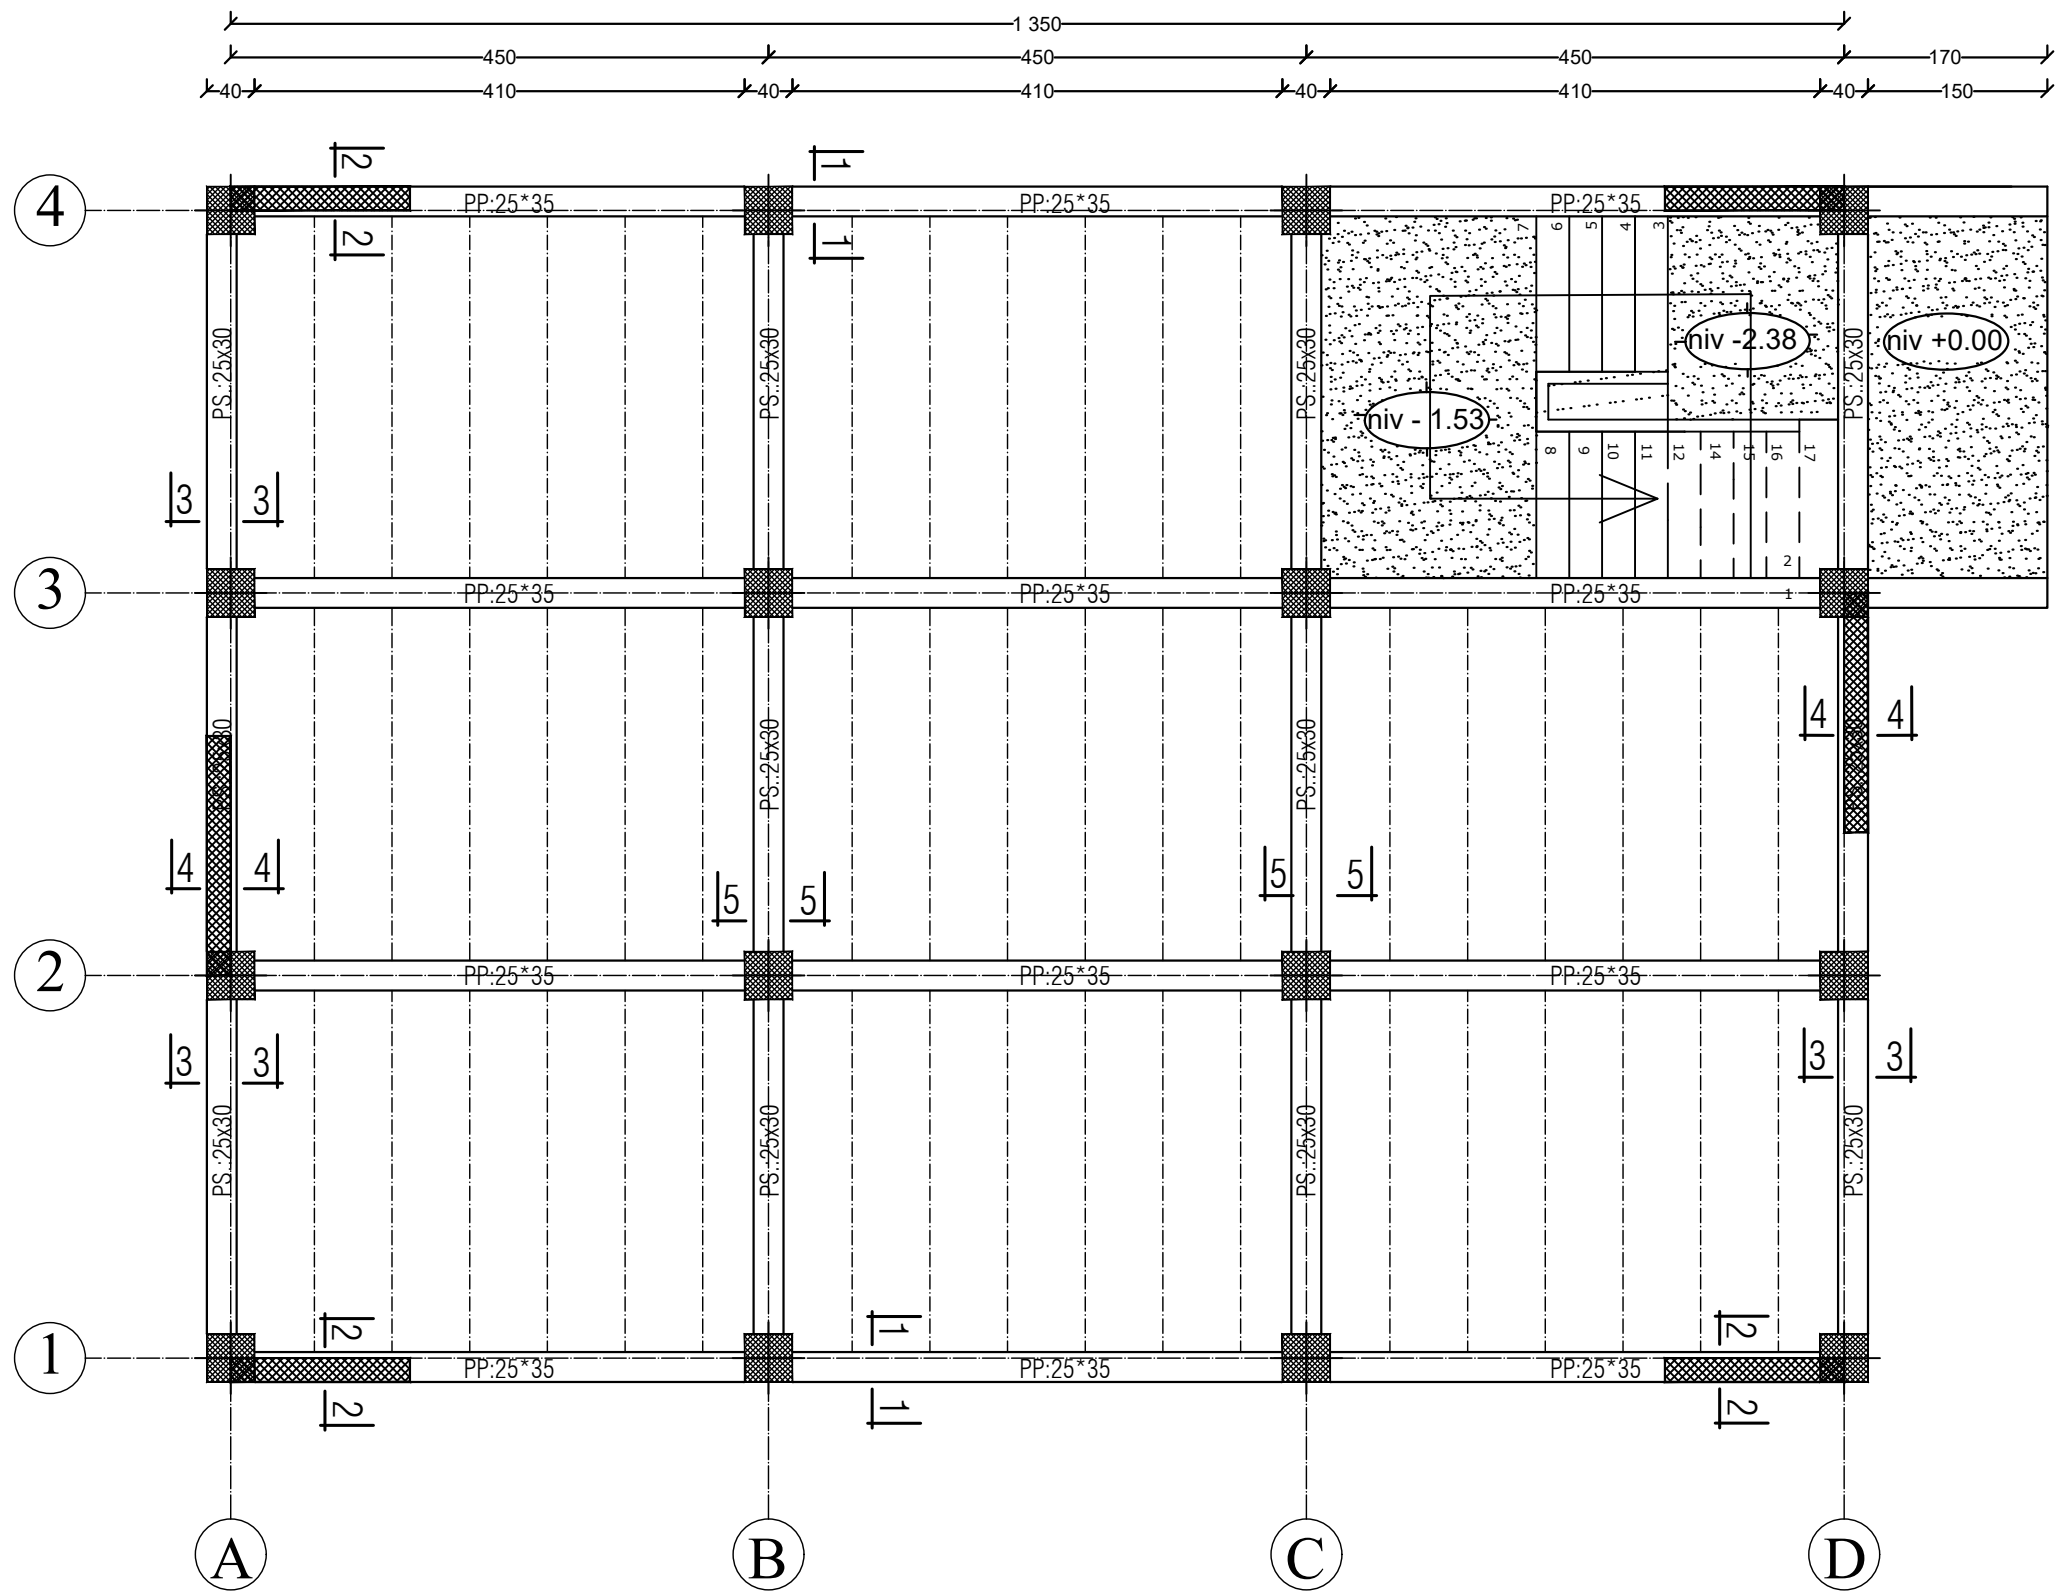 1 350
450 450 450 170
40 410 40 410 40 410 40 150
2 1
4 PP:25*35 PP:25*35 PP:25*35
2 1
7 6 5 4 3
PS.:25x30 PS.:25x30 PS.:25x30 niv -2.38 PS.:25x30 niv +0.00
niv - 1.53
8 9 10 11 12 14 15 16 17
3 3
2
3 PP:25*35 PP:25*35 PP:25*35 1
4 4
PS.:25x30 PS.:25x30
4 4
5 5 5 5
2 PP:25*35 PP:25*35 PP:25*35
3 3 3 3
PS.:25x30 PS.:25x30 PS.:25x30 PS.:25x30
2 1 2
1 PP:25*35 PP:25*35 PP:25*35
2 1 2
A B C D